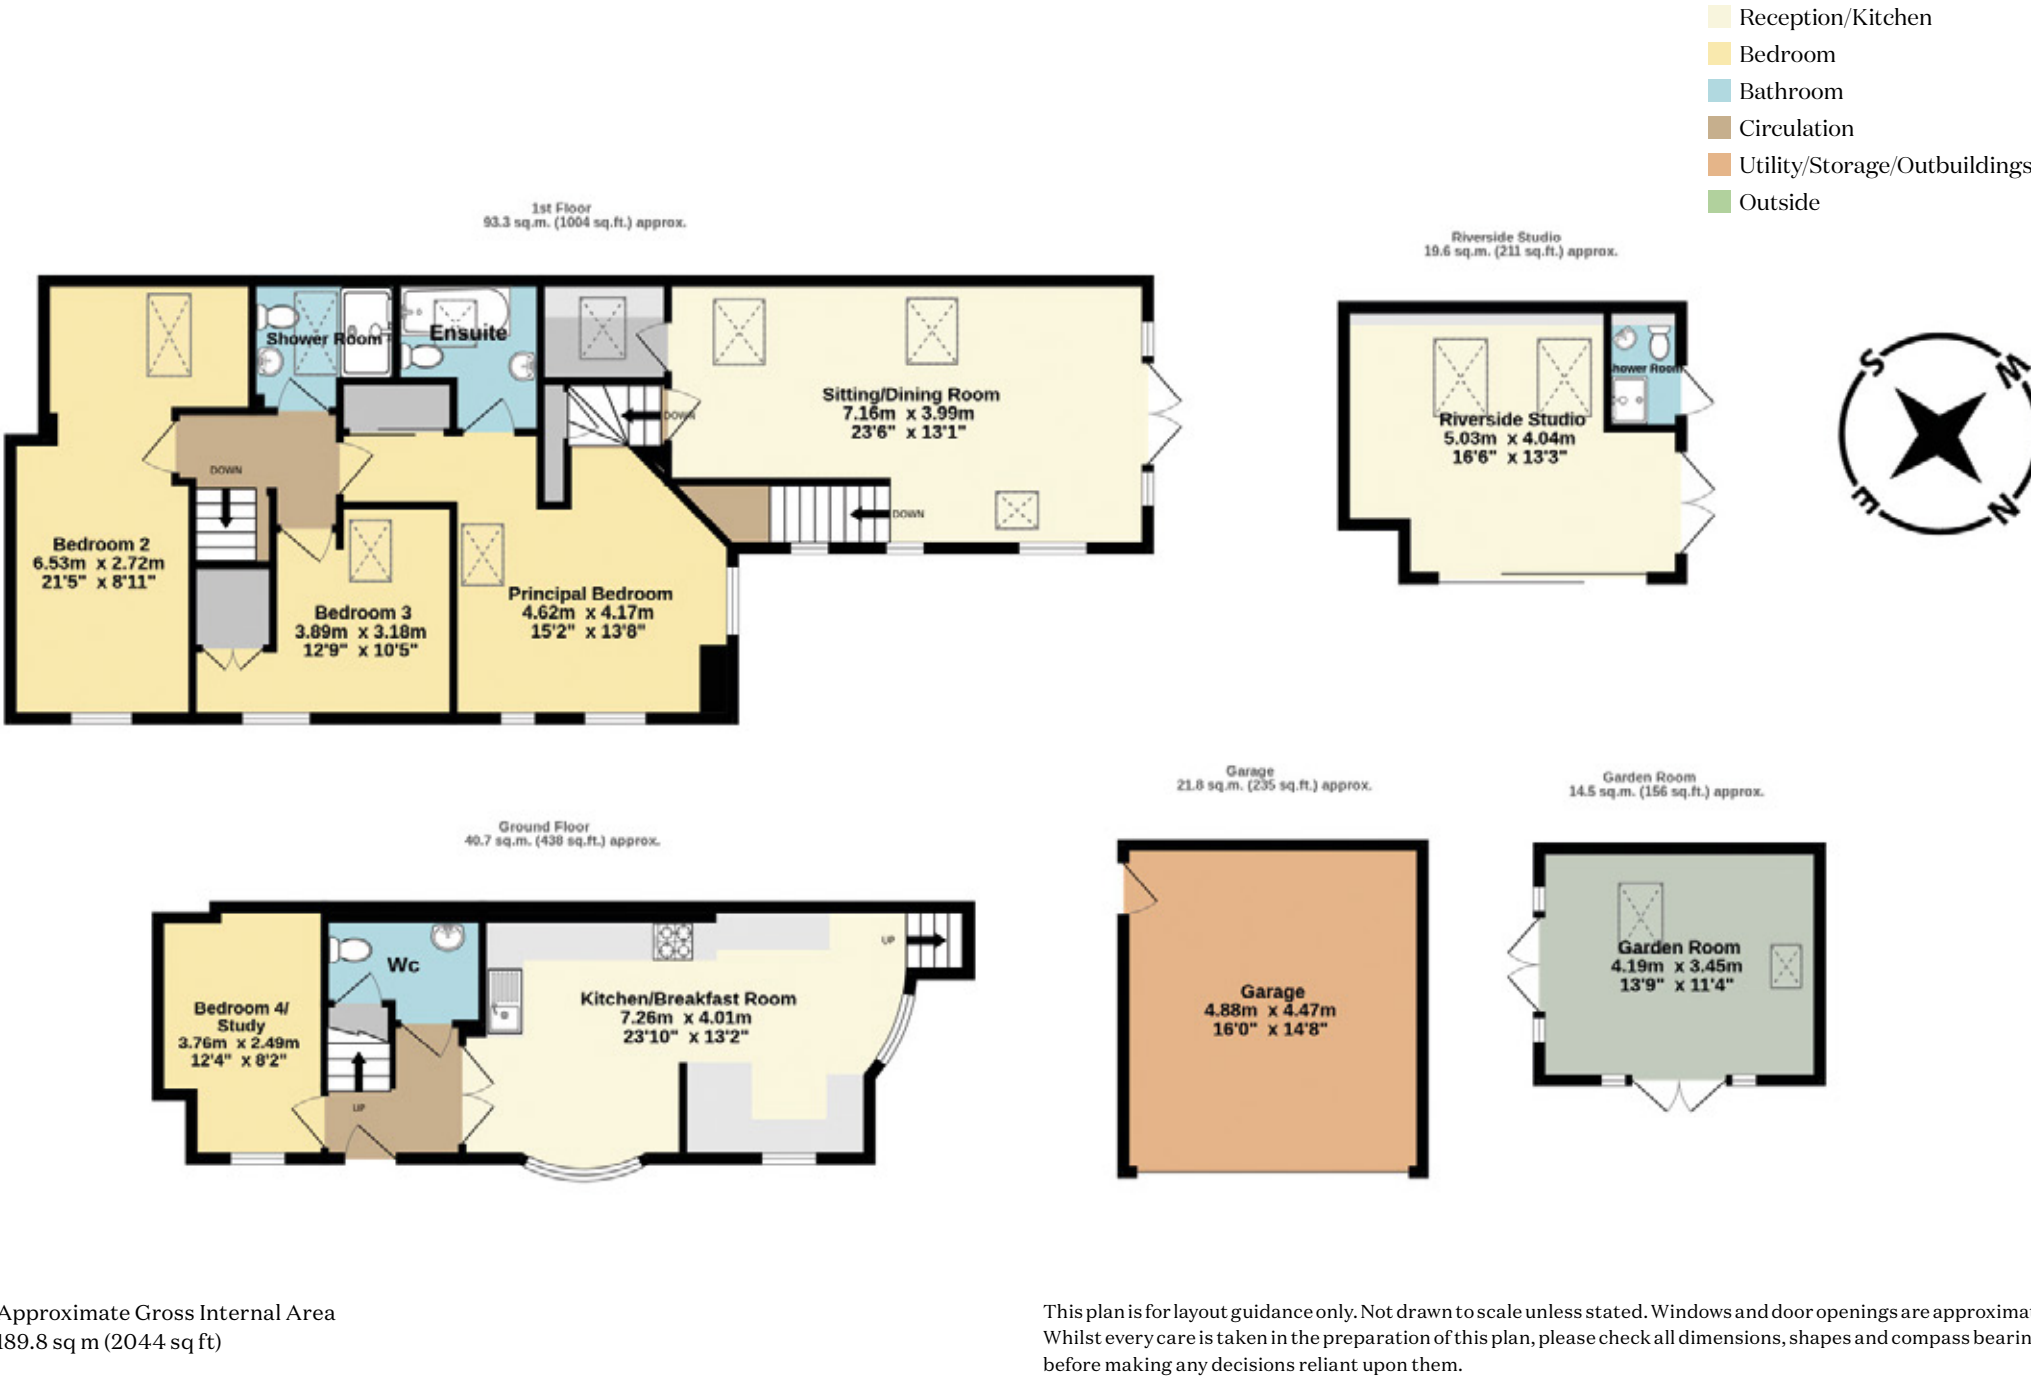 Reception/Kitchen
Bedroom
Bathroom
Circulation
Utility/Storage/Outbuildings
Outside
1st Floor
93.3 sq.m. (1004 sq.ft.) approx.
Riverside Studio
19.6 sq.m. (211 sq.ft.) approx.
Shower Room
Ensuite
DOWN
Sitting/Dining Room
7.16m x 3.99m
23'6" x 13'1"
DOWN
DOWN
Bedroom 2
6.53m x 2.72m
21'5" x 8'11"
Bedroom 3
3.89m x 3.18m
12'9" x 10'5"
Principal Bedroom
4.62m x 4.17m
15'2" x 13'8"
Shower Room
Riverside Studio
5.03m x 4.04m
16'6" x 13'3"
S
W
E
N
Ground Floor
40.7 sq.m. (438 sq.ft.) approx.
Garage
21.8 sq.m. (235 sq.ft.) approx.
Garden Room
14.5 sq.m. (156 sq.ft.) approx.
Bedroom 4/
Study
3.76m x 2.49m
12'4" x 8'2"
Wc
UP
Kitchen/Breakfast Room
7.26m x 4.01m
23'10" x 13'2"
UP
Garage
4.88m x 4.47m
16'0" x 14'8"
Garden Room
4.19m x 3.45m
13'9" x 11'4"
Approximate Gross Internal Area
189.8 sq m (2044 sq ft)
This plan is for layout guidance only. Not drawn to scale unless stated. Windows and door openings are approxima
Whilst every care is taken in the preparation of this plan, please check all dimensions, shapes and compass bearin
before making any decisions reliant upon them.